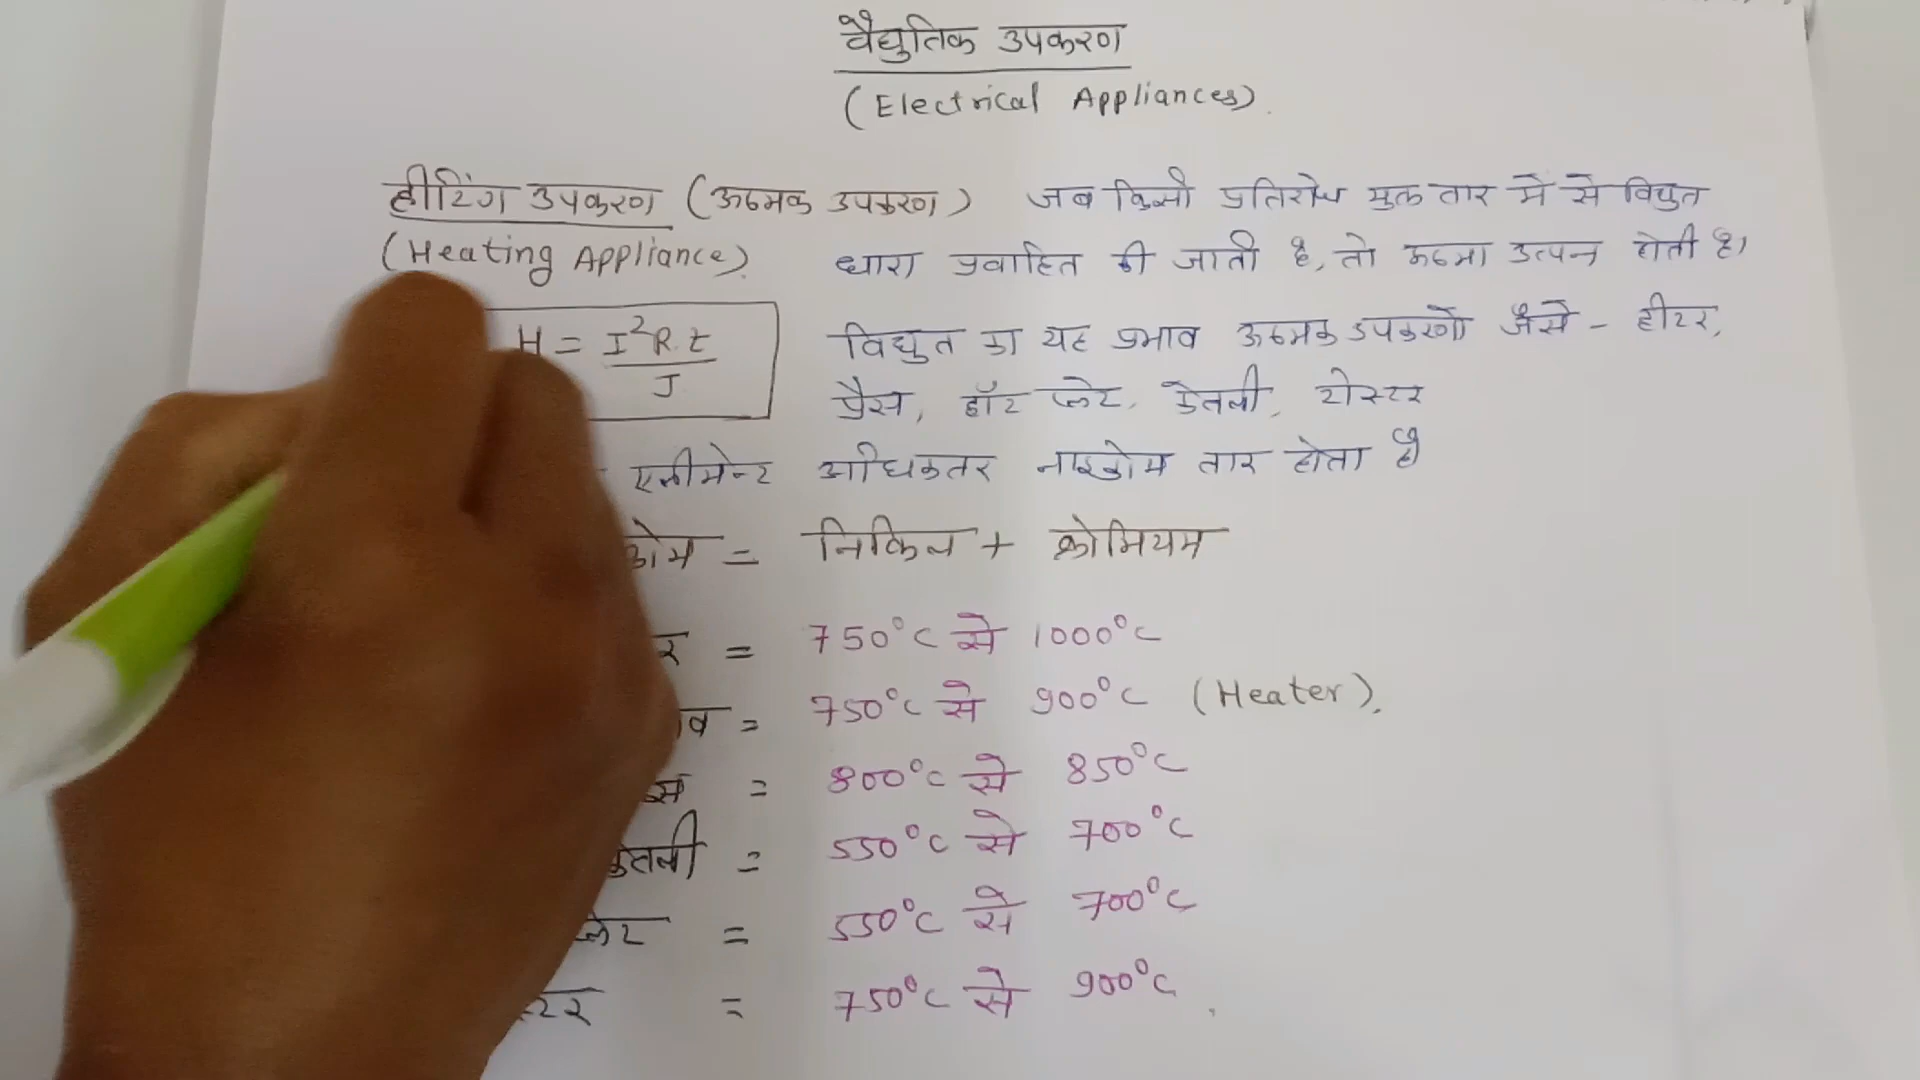 वैद्युतिक उपकरण
(Electrical Appliances).
हीटिंग उपकरण (ऊष्मक उपकरण) जब किसी प्रतिरोध युक्त तार में से विद्युत
(Heating Appliance). धारा प्रवाहित की जाती है, तो ऊष्मा उत्पन्न होती है।
H = I²R.t / J
विद्युत का यह प्रभाव ऊष्मक उपकरणों जैसे - हीटर,
प्रैस, हॉट प्लेट, केतली, टोस्टर
एलीमेन्ट अधिकतर नाइक्रोम तार होता है
क्रोम = निकिल + क्रोमियम
र = 750°C से 1000°C
व = 750°C से 900°C (Heater).
स = 800°C से 850°C
केतली = 550°C से 700°C
प्लेट = 550°C से 700°C
स्टर = 750°C से 900°C